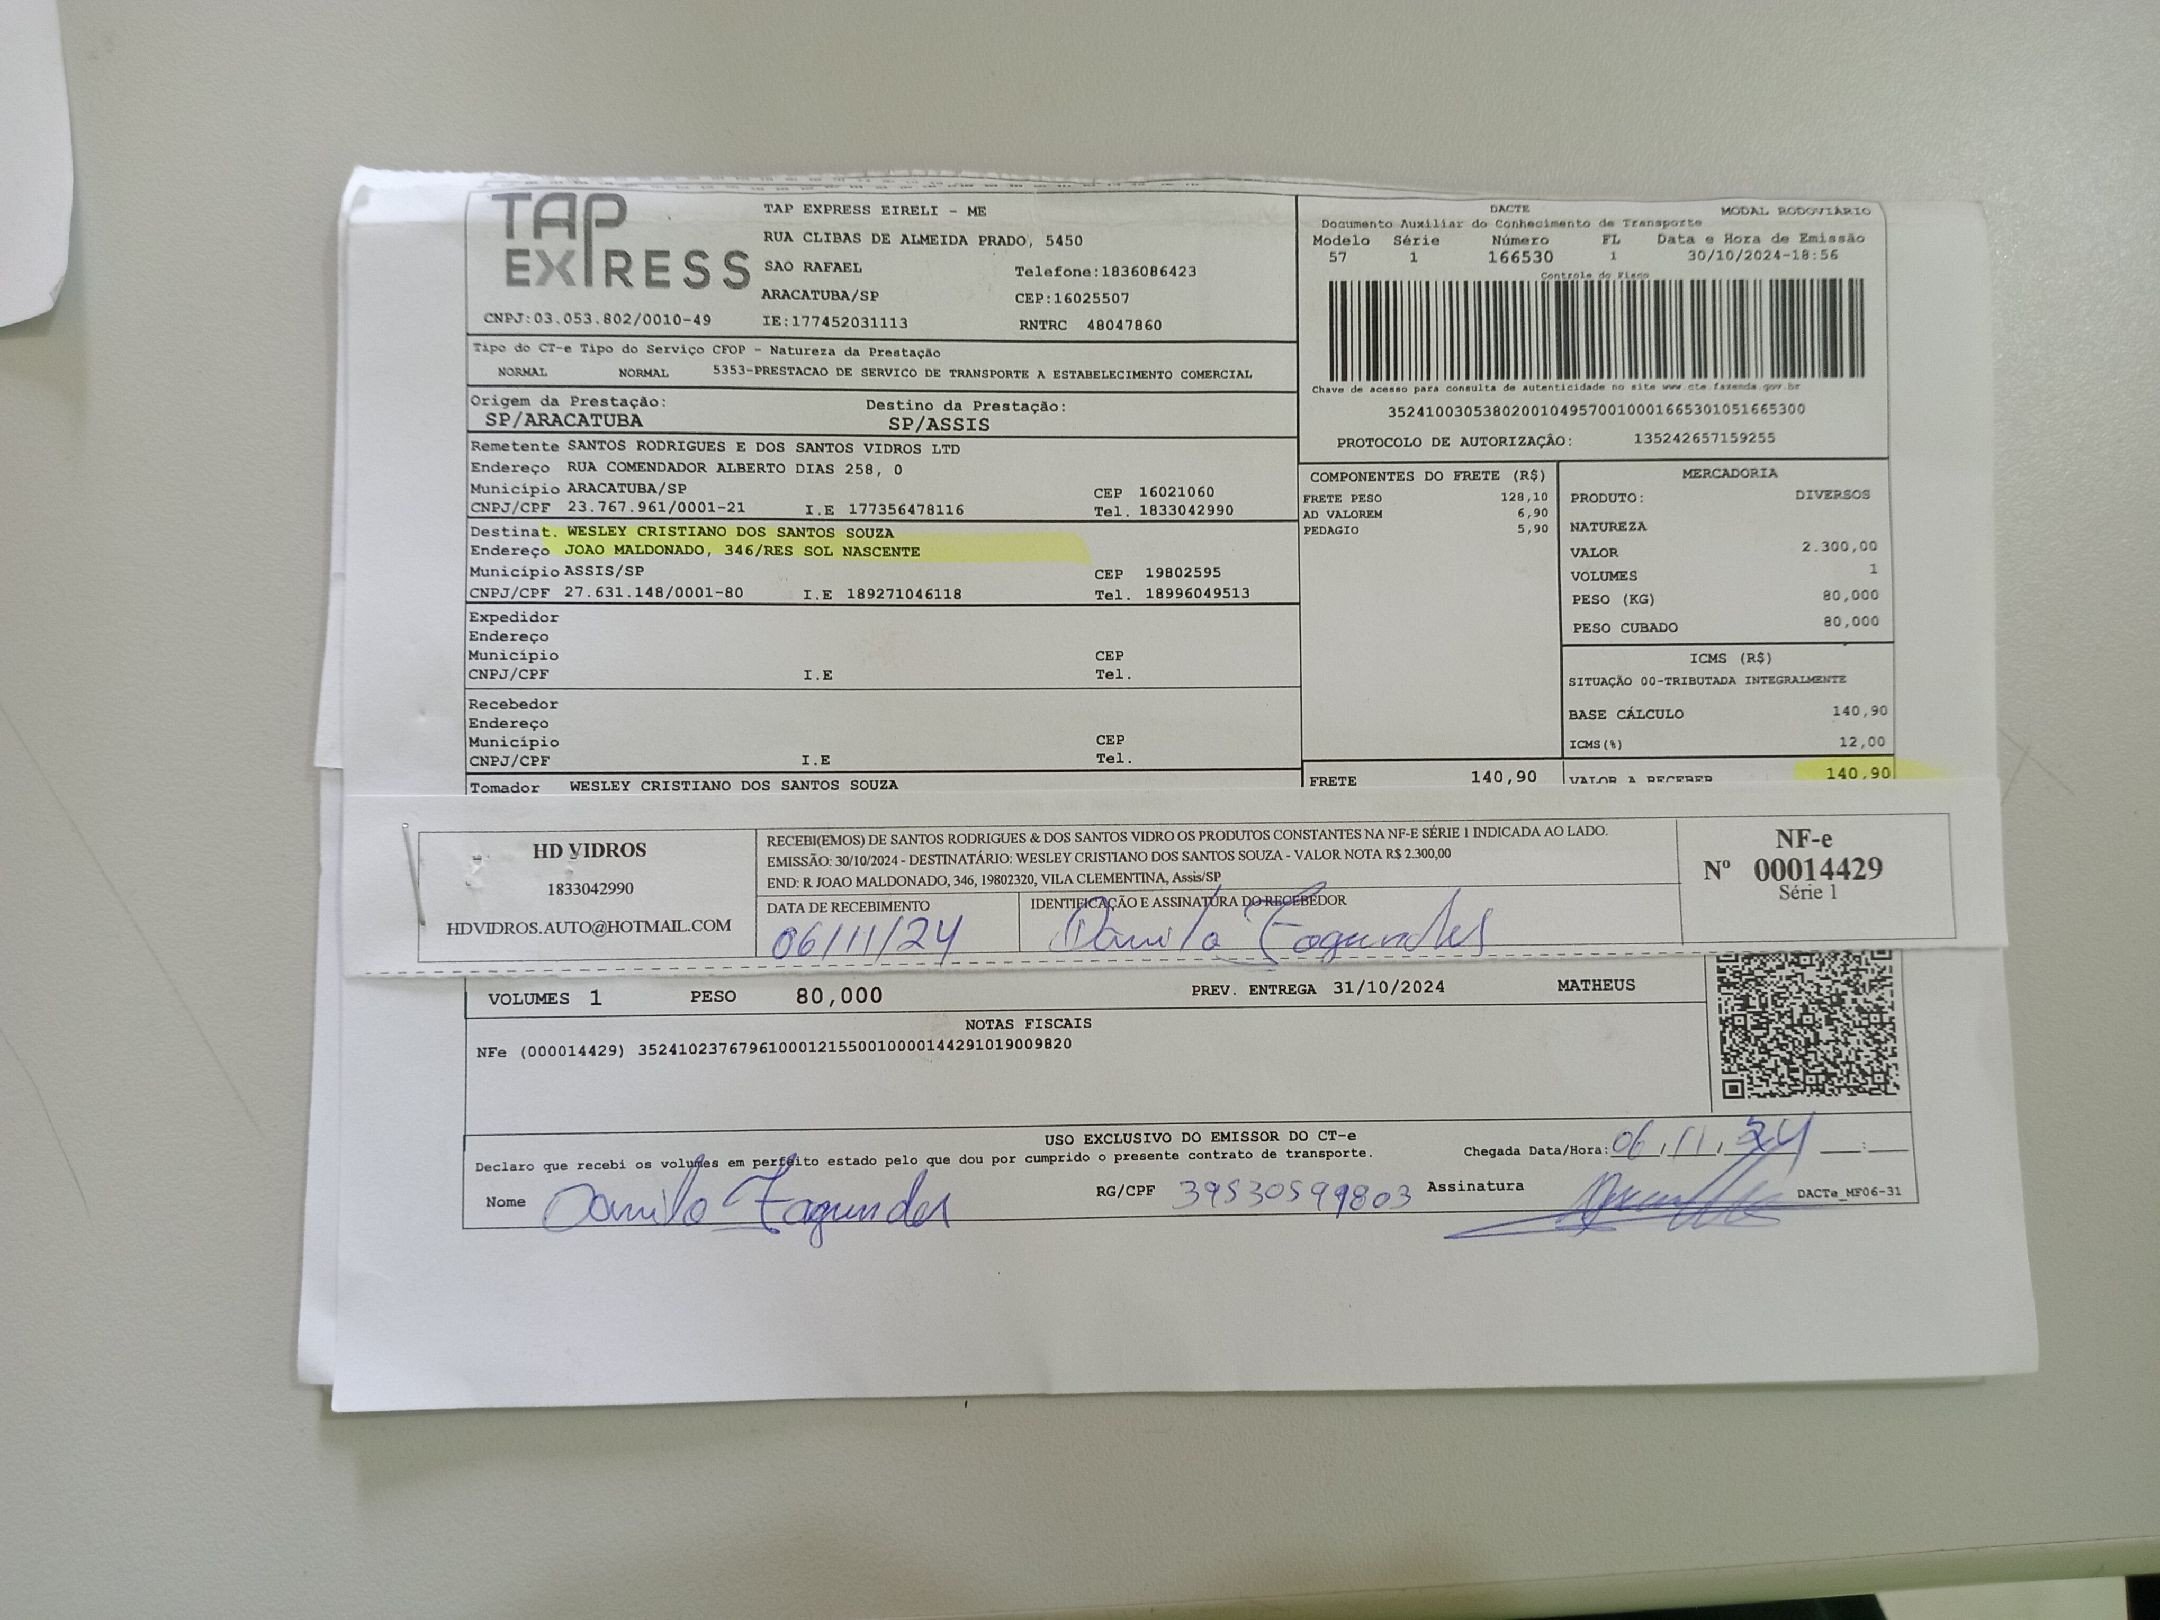 TAP EXPRESS
TAP EXPRESS EIRELI - ME
RUA CLIBAS DE ALMEIDA PRADO, 5450
SAO RAFAEL Telefone:1836086423
ARACATUBA/SP CEP:16025507
CNPJ:03.053.802/0010-49 IE:177452031113 RNTRC 48047860
DACTE MODAL RODOVIÁRIO
Documento Auxiliar do Conhecimento de Transporte
Modelo Série Número FL Data e Hora de Emissão
57 1 166530 1 30/10/2024-18:56
Controle do Fisco
Chave de acesso para consulta de autenticidade no site www.cte.fazenda.gov.br
35241003053802001049570010001665301051665300
PROTOCOLO DE AUTORIZAÇÃO: 135242657159255
Tipo do CT-e Tipo do Serviço CFOP - Natureza da Prestação
NORMAL NORMAL 5353-PRESTACAO DE SERVICO DE TRANSPORTE A ESTABELECIMENTO COMERCIAL
Origem da Prestação: Destino da Prestação:
SP/ARACATUBA SP/ASSIS
Remetente SANTOS RODRIGUES E DOS SANTOS VIDROS LTD
Endereço RUA COMENDADOR ALBERTO DIAS 258, 0
Município ARACATUBA/SP CEP 16021060
CNPJ/CPF 23.767.961/0001-21 I.E 177356478116 Tel. 1833042990
Destinat. WESLEY CRISTIANO DOS SANTOS SOUZA
Endereço JOAO MALDONADO, 346/RES SOL NASCENTE
Município ASSIS/SP CEP 19802595
CNPJ/CPF 27.631.148/0001-80 I.E 189271046118 Tel. 18996049513
Expedidor
Endereço
Município CEP
CNPJ/CPF I.E Tel.
Recebedor
Endereço
Município CEP
CNPJ/CPF I.E Tel.
Tomador WESLEY CRISTIANO DOS SANTOS SOUZA
COMPONENTES DO FRETE (R$)
FRETE PESO 128,10
AD VALOREM 6,90
PEDAGIO 5,90
FRETE 140,90
MERCADORIA
PRODUTO: DIVERSOS
NATUREZA
VALOR 2.300,00
VOLUMES 1
PESO (KG) 80,000
PESO CUBADO 80,000
ICMS (R$)
SITUAÇÃO 00-TRIBUTADA INTEGRALMENTE
BASE CÁLCULO 140,90
ICMS(%) 12,00
VALOR A RECEBER 140,90
HD VIDROS
1833042990
HDVIDROS.AUTO@HOTMAIL.COM
RECEBI(EMOS) DE SANTOS RODRIGUES & DOS SANTOS VIDRO OS PRODUTOS CONSTANTES NA NF-E SÉRIE 1 INDICADA AO LADO.
EMISSÃO: 30/10/2024 - DESTINATÁRIO: WESLEY CRISTIANO DOS SANTOS SOUZA - VALOR NOTA R$ 2.300,00
END: R JOAO MALDONADO, 346, 19802320, VILA CLEMENTINA, Assis/SP
DATA DE RECEBIMENTO IDENTIFICAÇÃO E ASSINATURA DO RECEBEDOR
06/11/24 Danilo Fagundes
NF-e
Nº 00014429
Série 1
VOLUMES 1 PESO 80,000 PREV. ENTREGA 31/10/2024 MATHEUS
NOTAS FISCAIS
NFe (000014429) 35241023767961000121550010000144291019009820
USO EXCLUSIVO DO EMISSOR DO CT-e
Declaro que recebi os volumes em perfeito estado pelo que dou por cumprido o presente contrato de transporte. Chegada Data/Hora: 06/11/24 __:__
Nome Danilo Fagundes RG/CPF 39530599803 Assinatura DACTe_MF06-31